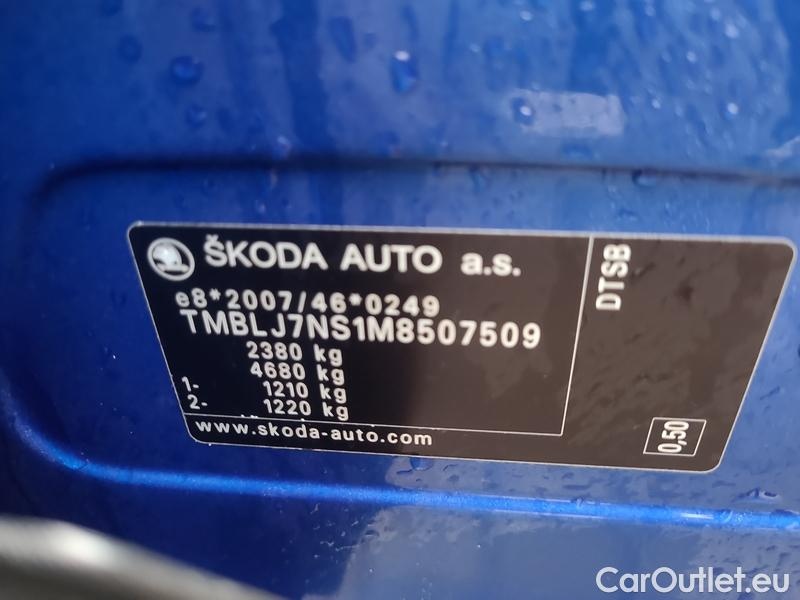 ŠKODA AUTO a.s.
e8*2007/46*0249
TMBLJ7NS1M8507509
2380 kg
4680 kg
1- 1210 kg
2- 1220 kg
www.skoda-auto.com
DTSB
0,50
CarOutlet.eu